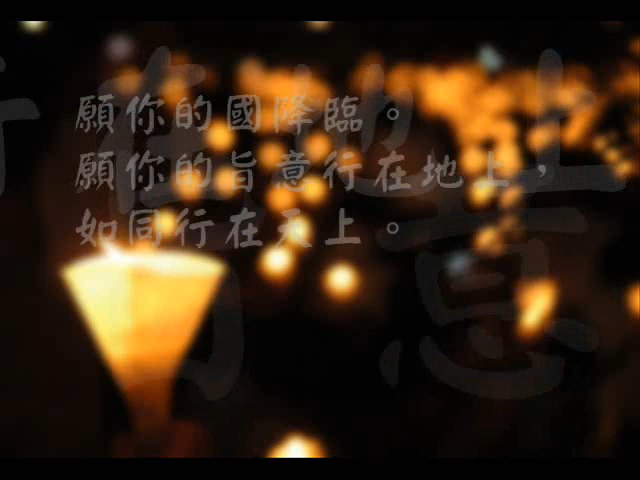 願你的國降臨。
願你的旨意行在地上，
如同行在天上。